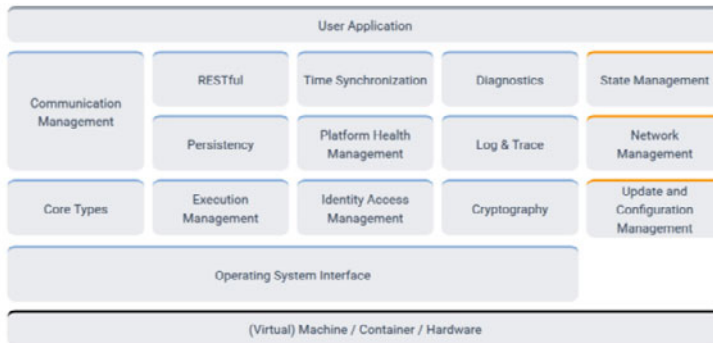 User Application
RESTful
Time Synchronization
Diagnostics
State Management
Communication
Management
Persistency
Platform Health
Management
Log & Trace
Network
Management
Core Types
Execution
Management
Identity Access
Management
Cryptography
Update and
Configuration
Management
Operating System Interface
(Virtual) Machine / Container / Hardware